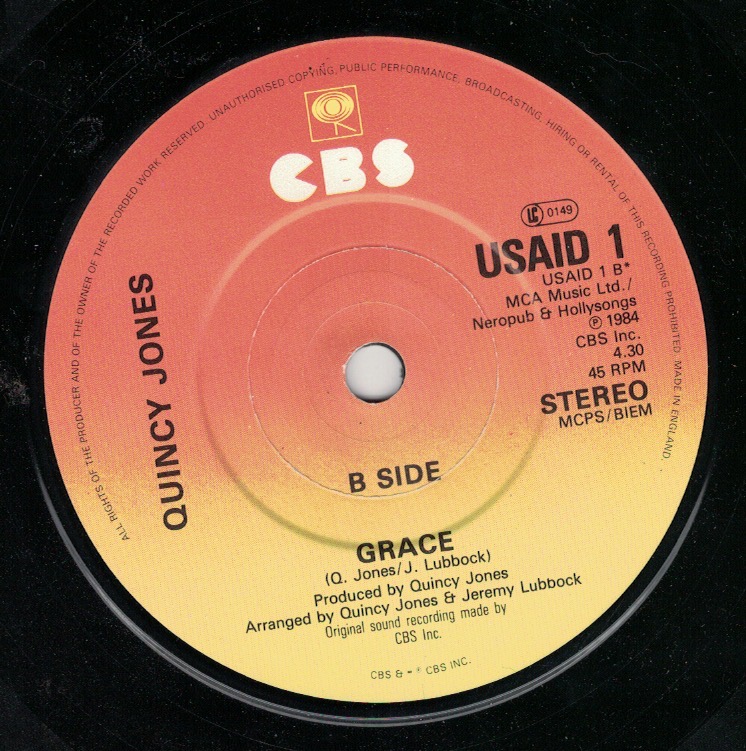 ALL RIGHTS OF THE PRODUCER AND OF THE OWNER OF THE RECORDED WORK RESERVED. UNAUTHORISED COPYING, PUBLIC PERFORMANCE, BROADCASTING, HIRING OR RENTAL OF THIS RECORDING PROHIBITED. MADE IN ENGLAND.
CBS
LC 0149
USAID 1
USAID 1 B*
MCA Music Ltd./
Neropub & Hollysongs
℗ 1984
CBS Inc.
4.30
45 RPM
STEREO
MCPS/BIEM
QUINCY JONES
B SIDE
GRACE
(Q. Jones/J. Lubbock)
Produced by Quincy Jones
Arranged by Quincy Jones & Jeremy Lubbock
Original sound recording made by
CBS Inc.
CBS & CBS INC.